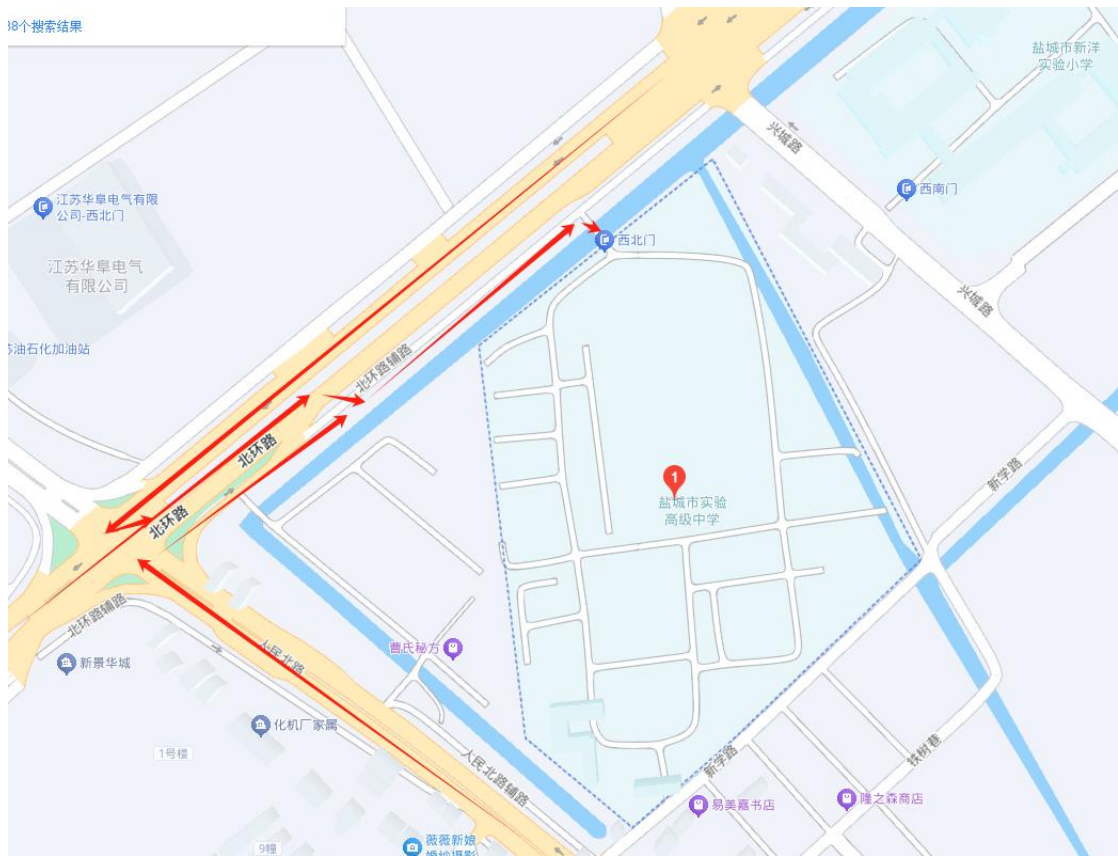 38个搜索结果
盐城市新洋
实验小学
兴城路
西南门
江苏华阜电气有限
公司-西北门
西北门
江苏华阜电气
有限公司
兴城路
苏油石化加油站
北环路辅路
北环路
新学路
1
盐城市实验
高级中学
北环路
北环路辅路
人民北路
曹氏秘方
新景华城
化机厂家属
1号楼
人民北路辅路
新学路
铁树巷
易美嘉书店
隆之森商店
薇薇新娘
婚纱摄影
9幢